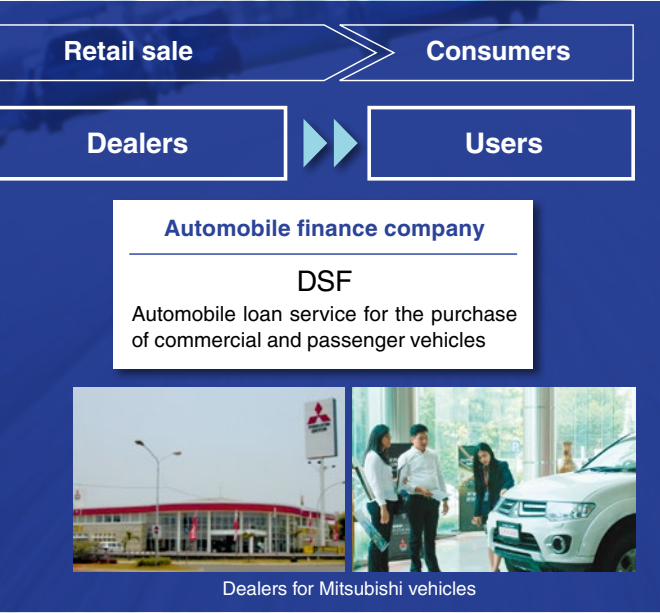 Retail sale
Consumers
Dealers
Users
Automobile finance company
DSF
Automobile loan service for the purchase
of commercial and passenger vehicles
Dealers for Mitsubishi vehicles